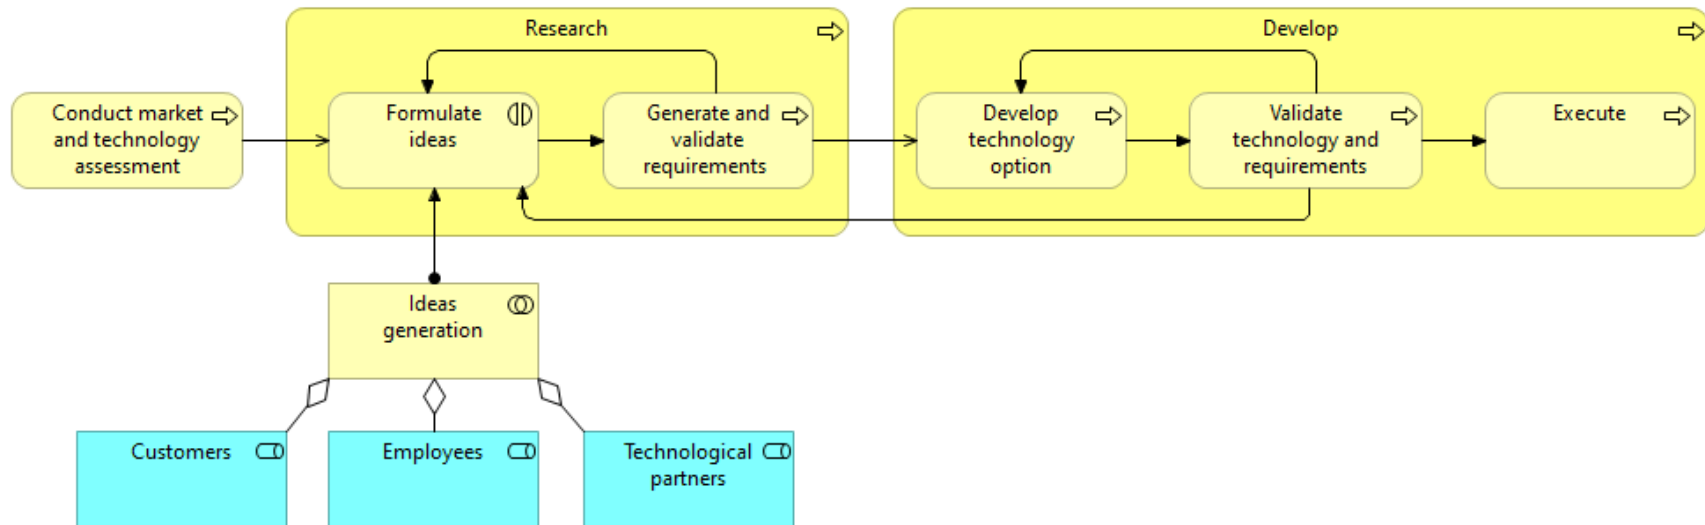 Research
Develop
Conduct market
and technology
assessment
Formulate
ideas
Generate and
validate
requirements
Develop
technology
option
Validate
technology and
requirements
Execute
Ideas
generation
Customers
Employees
Technological
partners